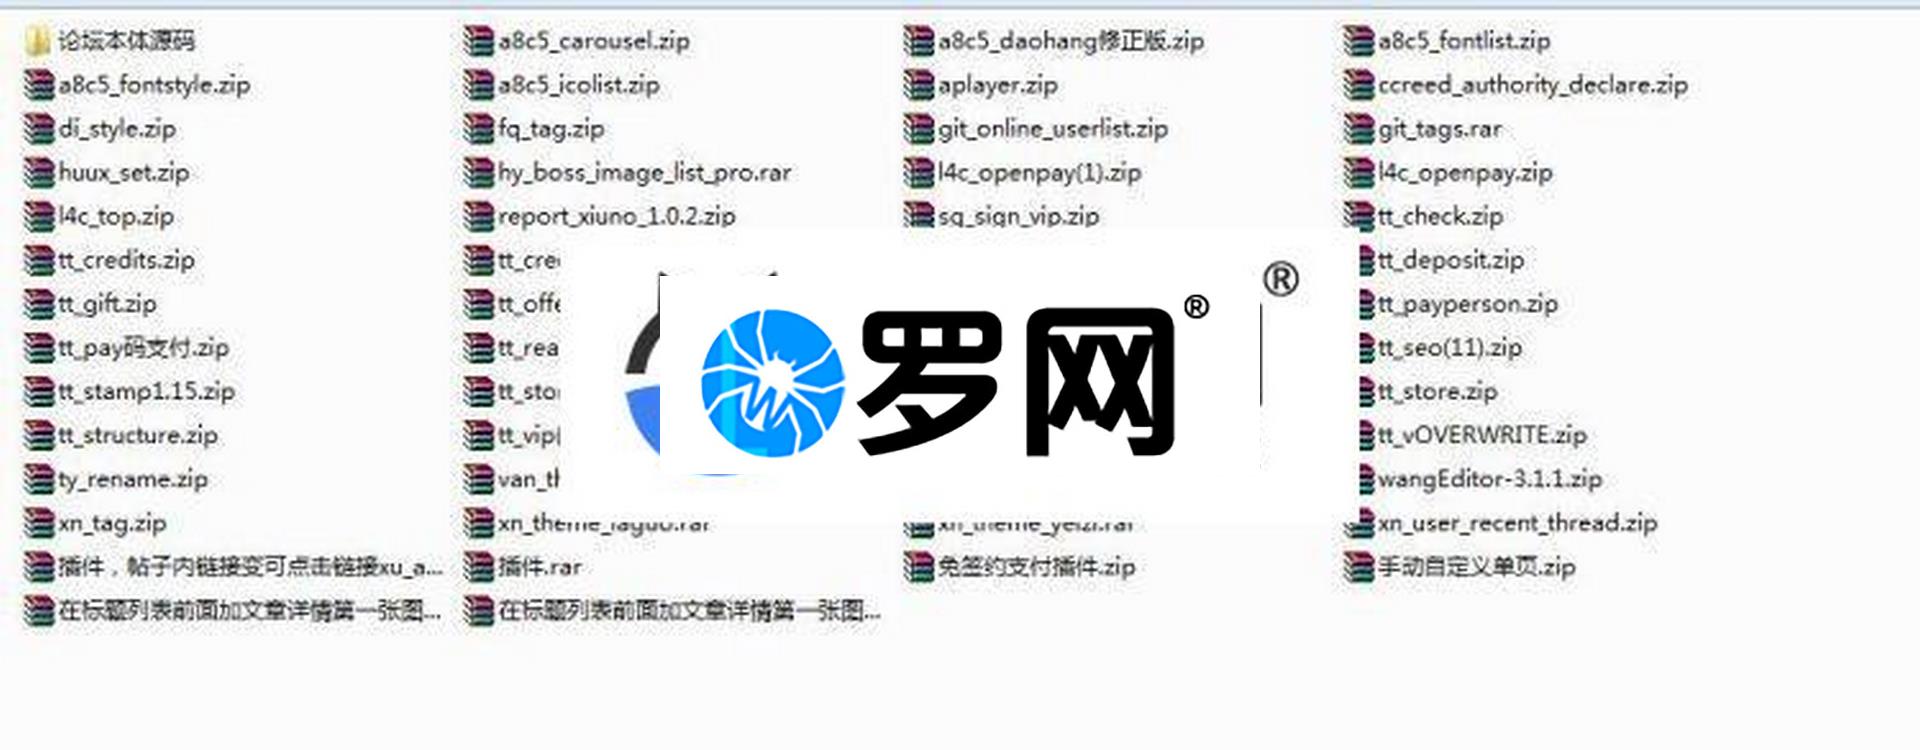 论坛本体源码 a8c5_carousel.zip a8c5_daohang修正版.zip a8c5_fontlist.zip
a8c5_fontstyle.zip a8c5_icolist.zip aplayer.zip ccreed_authority_declare.zip
di_style.zip fq_tag.zip git_online_userlist.zip git_tags.rar
huux_set.zip hy_boss_image_list_pro.rar l4c_openpay(1).zip l4c_openpay.zip
l4c_top.zip report_xiuno_1.0.2.zip sg_sign_vip.zip tt_check.zip
tt_credits.zip tt_cre tt_deposit.zip
®
tt_gift.zip tt_offe tt_payperson.zip
罗网®
tt_pay码支付.zip tt_rea tt_seo(11).zip
tt_stamp1.15.zip tt_sto tt_store.zip
tt_structure.zip tt_vip tt_vOVERWRITE.zip
ty_rename.zip van_th wangEditor-3.1.1.zip
xn_tag.zip xn_theme_taguo.rar xn_theme_yeizi.rar xn_user_recent_thread.zip
插件，帖子内链接变可点击链接xu_a... 插件.rar 免签约支付插件.zip 手动自定义单页.zip
在标题列表前面加文章详情第一张图... 在标题列表前面加文章详情第一张图...